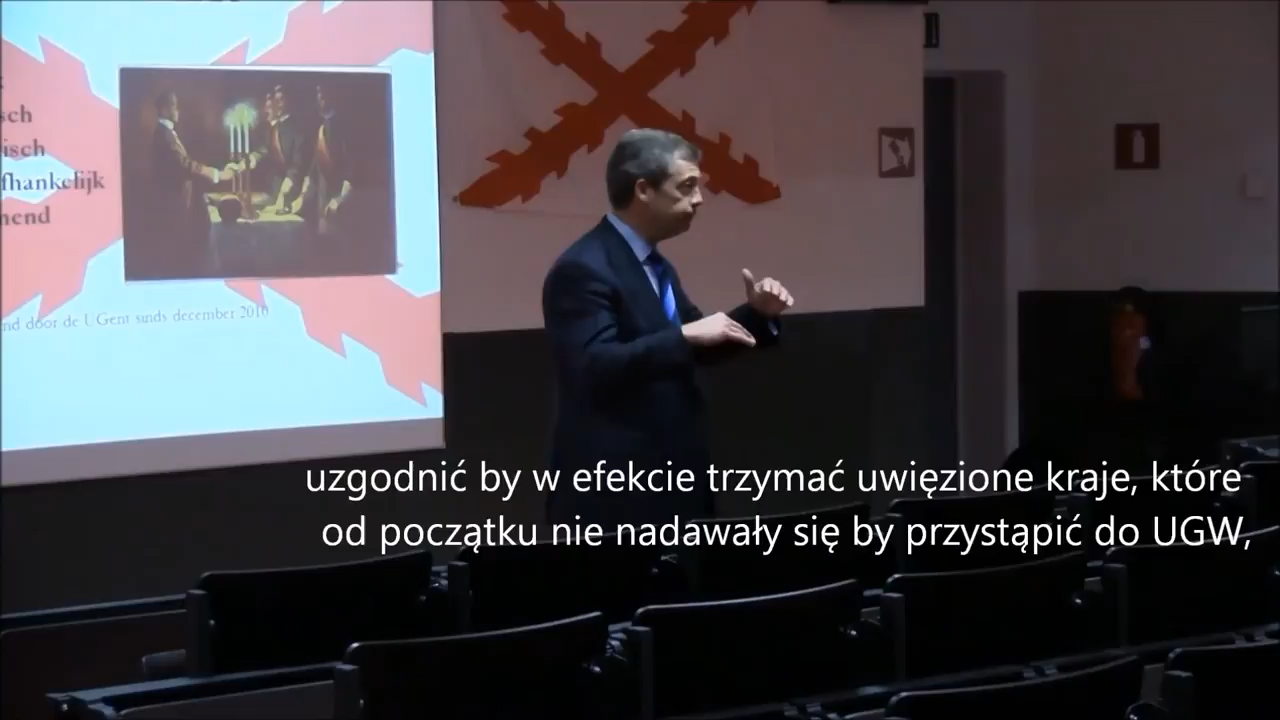 sch
isch
fhankelijk
nend
nd door de UGent sinds december 2010
uzgodnić by w efekcie trzymać uwięzione kraje, które
od początku nie nadawały się by przystąpić do UGW,